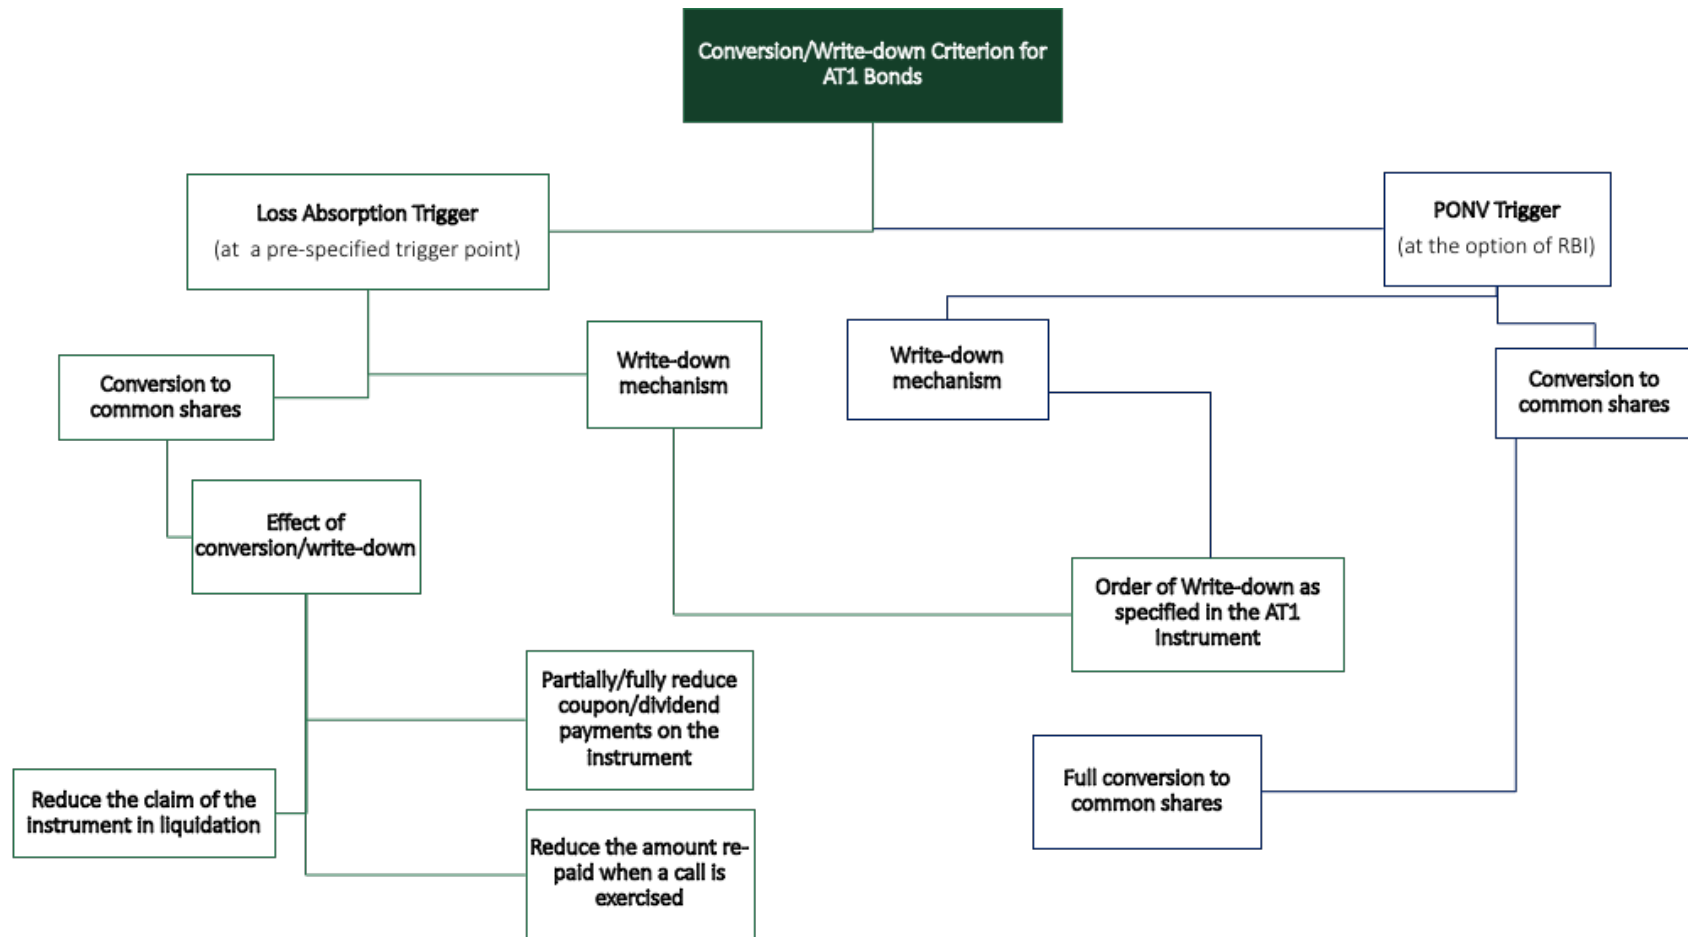 Conversion/Write-down Criterion for
AT1 Bonds
Loss Absorption Trigger
(at a pre-specified trigger point)
PONV Trigger
(at the option of RBI)
Conversion to
common shares
Write-down
mechanism
Write-down
mechanism
Conversion to
common shares
Effect of
conversion/write-down
Order of Write-down as
specified in the AT1
instrument
Partially/fully reduce
coupon/dividend
payments on the
instrument
Reduce the claim of the
instrument in liquidation
Full conversion to
common shares
Reduce the amount re-
paid when a call is
exercised